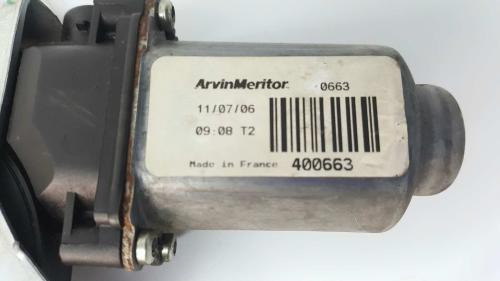 ArvinMeritor 0663
11/07/06
09:08 T2
Made in France 400663